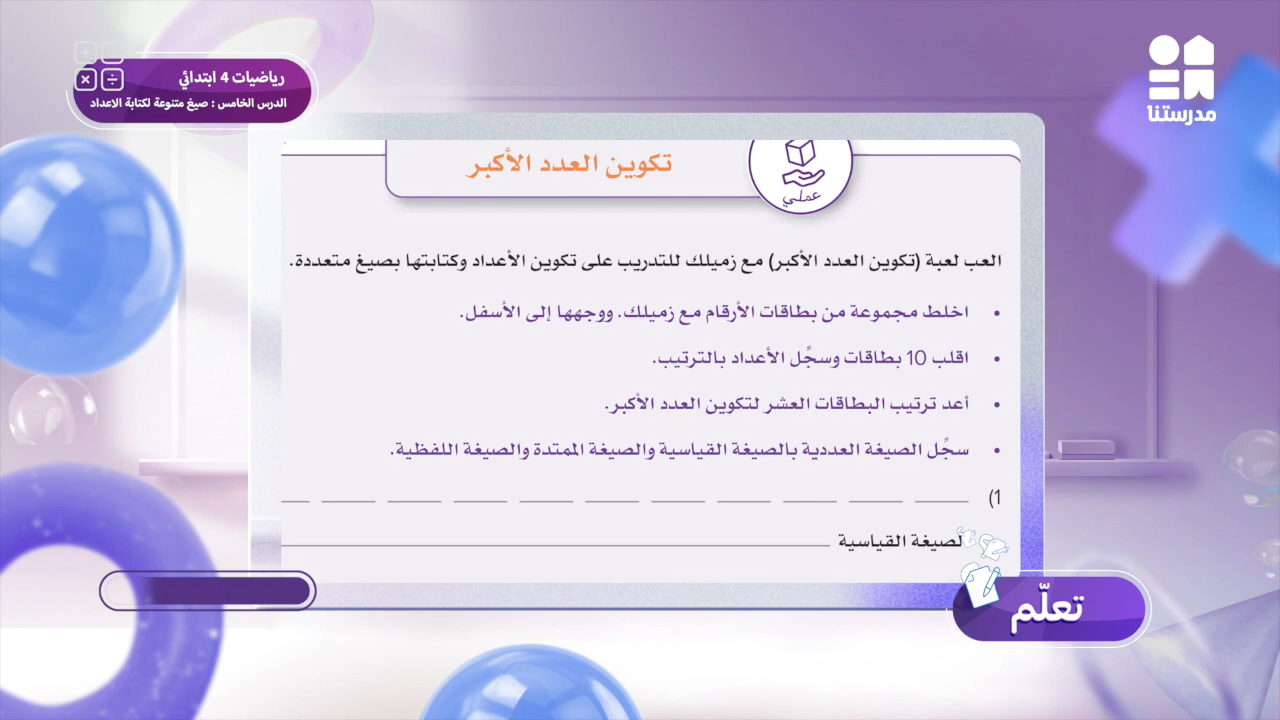 مدرستنا
رياضيات 4 ابتدائي
الدرس الخامس : صيغ متنوعة لكتابة الاعداد
تكوين العدد الأكبر
عملي
العب لعبة (تكوين العدد الأكبر) مع زميلك للتدريب على تكوين الأعداد وكتابتها بصيغ متعددة.
• اخلط مجموعة من بطاقات الأرقام مع زميلك. ووجهها إلى الأسفل.
• اقلب 10 بطاقات وسجِّل الأعداد بالترتيب.
• أعد ترتيب البطاقات العشر لتكوين العدد الأكبر.
• سجِّل الصيغة العددية بالصيغة القياسية والصيغة الممتدة والصيغة اللفظية.
1)
لصيغة القياسية
تعلّم